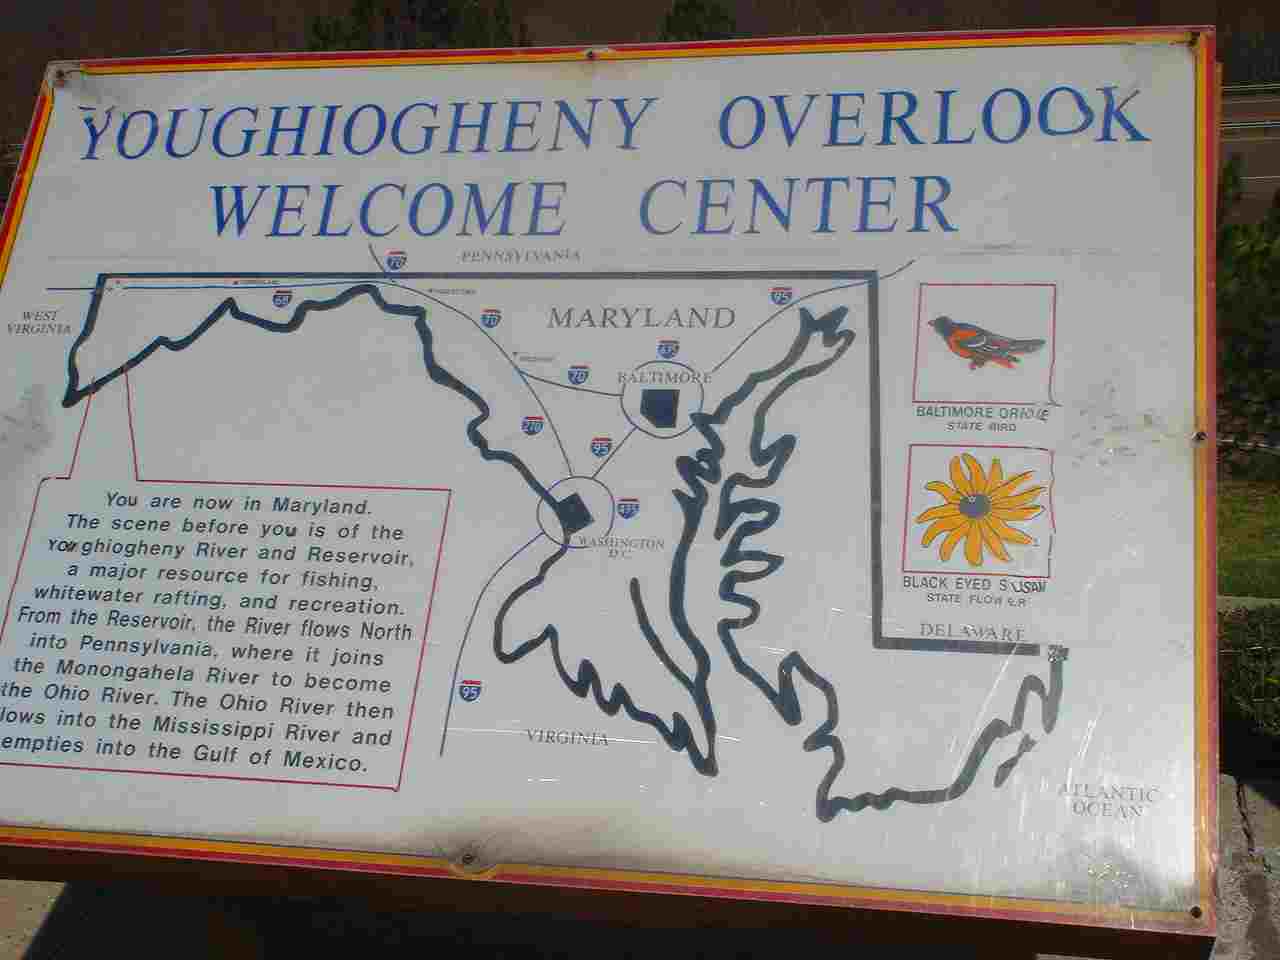 YOUGHIOGHENY OVERLOOK
WELCOME CENTER
70
PENNSYLVANIA
WEST
VIRGINIA
68
70
MARYLAND
95
695
70
BALTIMORE
270
95
495
WASHINGTON
D.C.
95
VIRGINIA
DELAWARE
ATLANTIC
OCEAN
BALTIMORE ORIOLE
STATE BIRD
BLACK EYED SUSAN
STATE FLOWER
You are now in Maryland.
The scene before you is of the
Youghiogheny River and Reservoir,
a major resource for fishing,
whitewater rafting, and recreation.
From the Reservoir, the River flows North
into Pennsylvania, where it joins
the Monongahela River to become
the Ohio River. The Ohio River then
lows into the Mississippi River and
empties into the Gulf of Mexico.